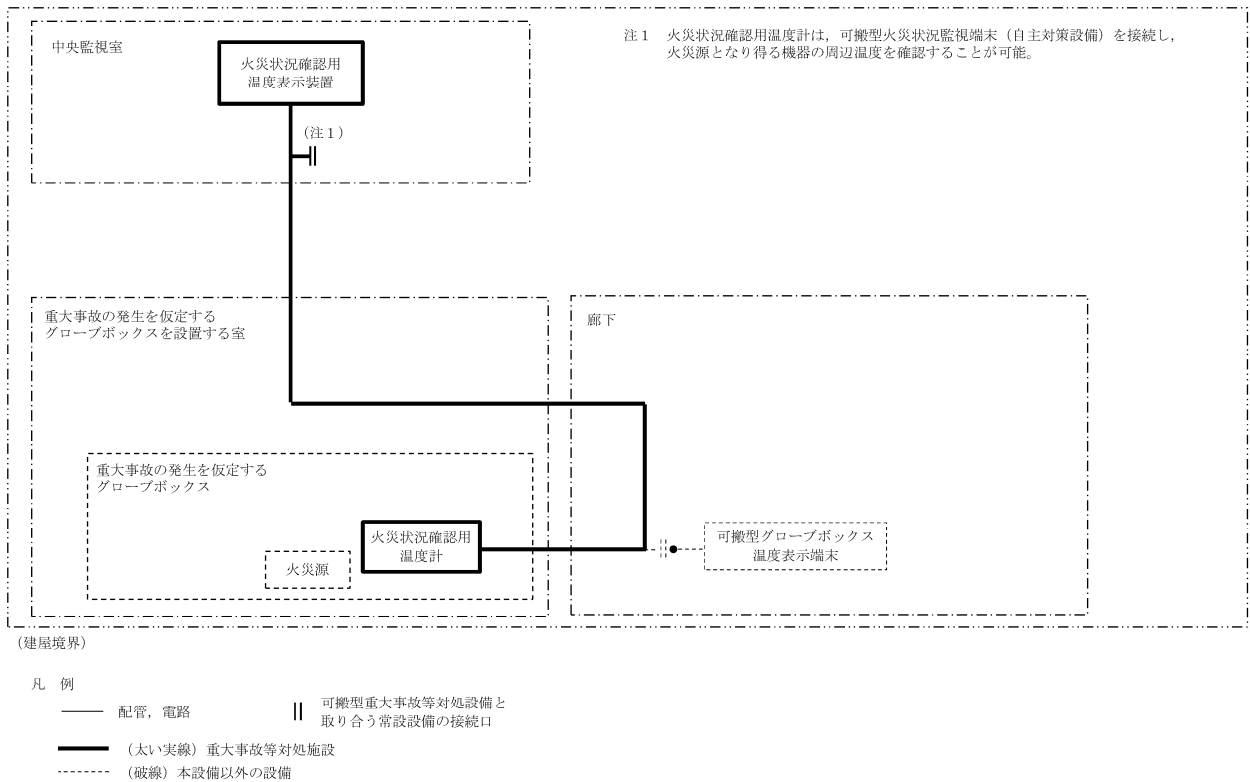 中央監視室
火災状況確認用
温度表示装置
（注１）
注１　火災状況確認用温度計は，可搬型火災状況監視端末（自主対策設備）を接続し，
火災源となり得る機器の周辺温度を確認することが可能。
重大事故の発生を仮定する
グローブボックスを設置する室
廊下
重大事故の発生を仮定する
グローブボックス
火災状況確認用
温度計
火災源
可搬型グローブボックス
温度表示端末
（建屋境界）
凡　例
配管，電路
可搬型重大事故等対処設備と
取り合う常設設備の接続口
（太い実線）重大事故等対処施設
（破線）本設備以外の設備